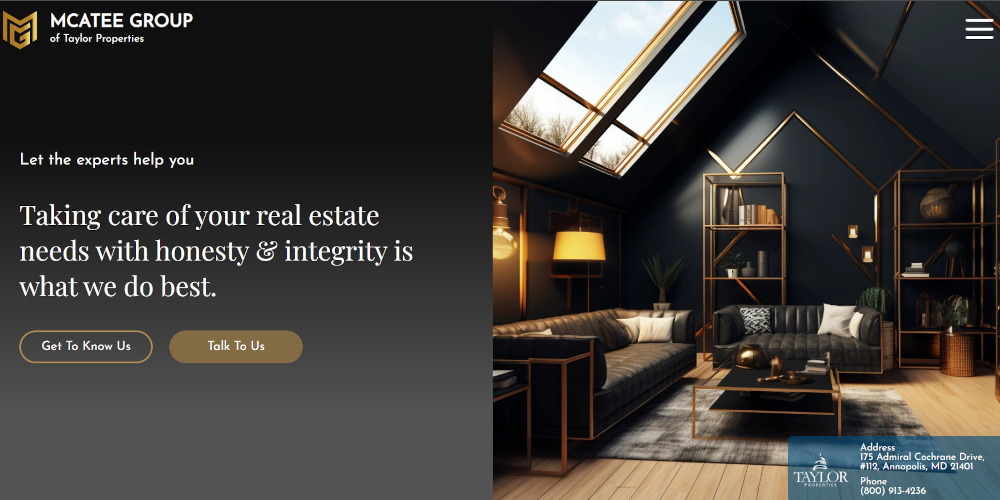 MCATEE GROUP
of Taylor Properties
Let the experts help you
Taking care of your real estate
needs with honesty & integrity is
what we do best.
Get To Know Us
Talk To Us
TAYLOR
PROPERTIES
Address
175 Admiral Cochrane Drive,
#112, Annopolis, MD 21401
Phone
(800) 913-4236